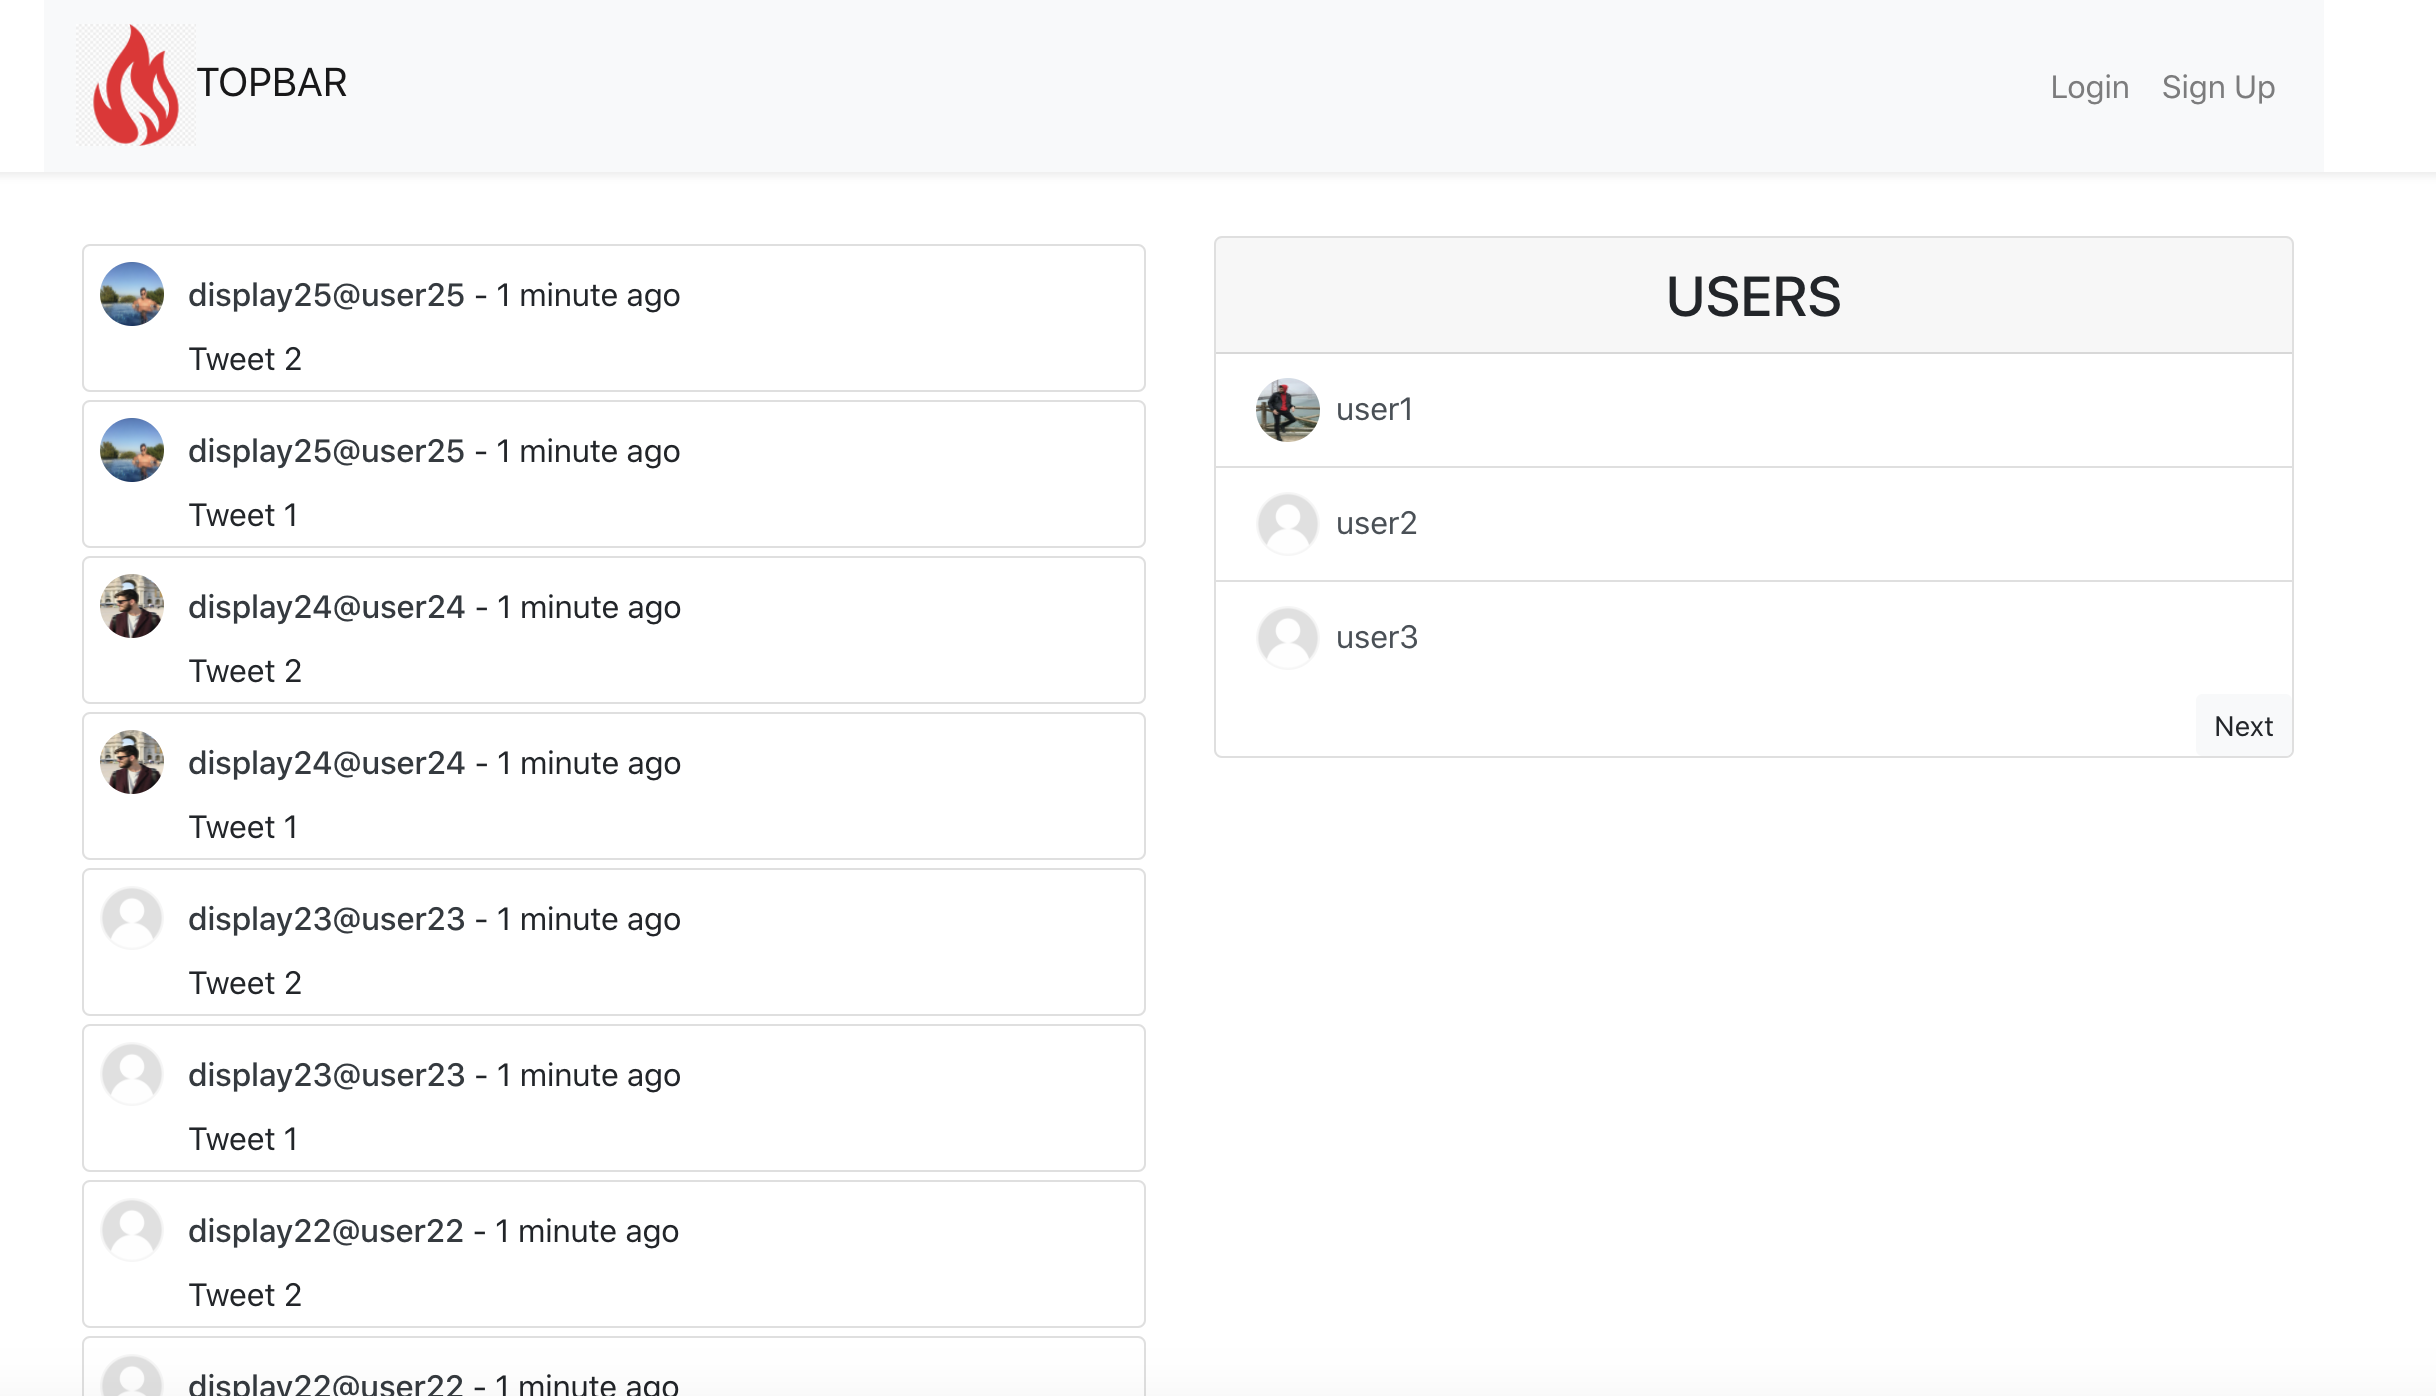 TOPBAR
Login Sign Up
display25@user25 - 1 minute ago
Tweet 2
display25@user25 - 1 minute ago
Tweet 1
display24@user24 - 1 minute ago
Tweet 2
display24@user24 - 1 minute ago
Tweet 1
display23@user23 - 1 minute ago
Tweet 2
display23@user23 - 1 minute ago
Tweet 1
display22@user22 - 1 minute ago
Tweet 2
display22@user22 - 1 minute ago
USERS
user1
user2
user3
Next